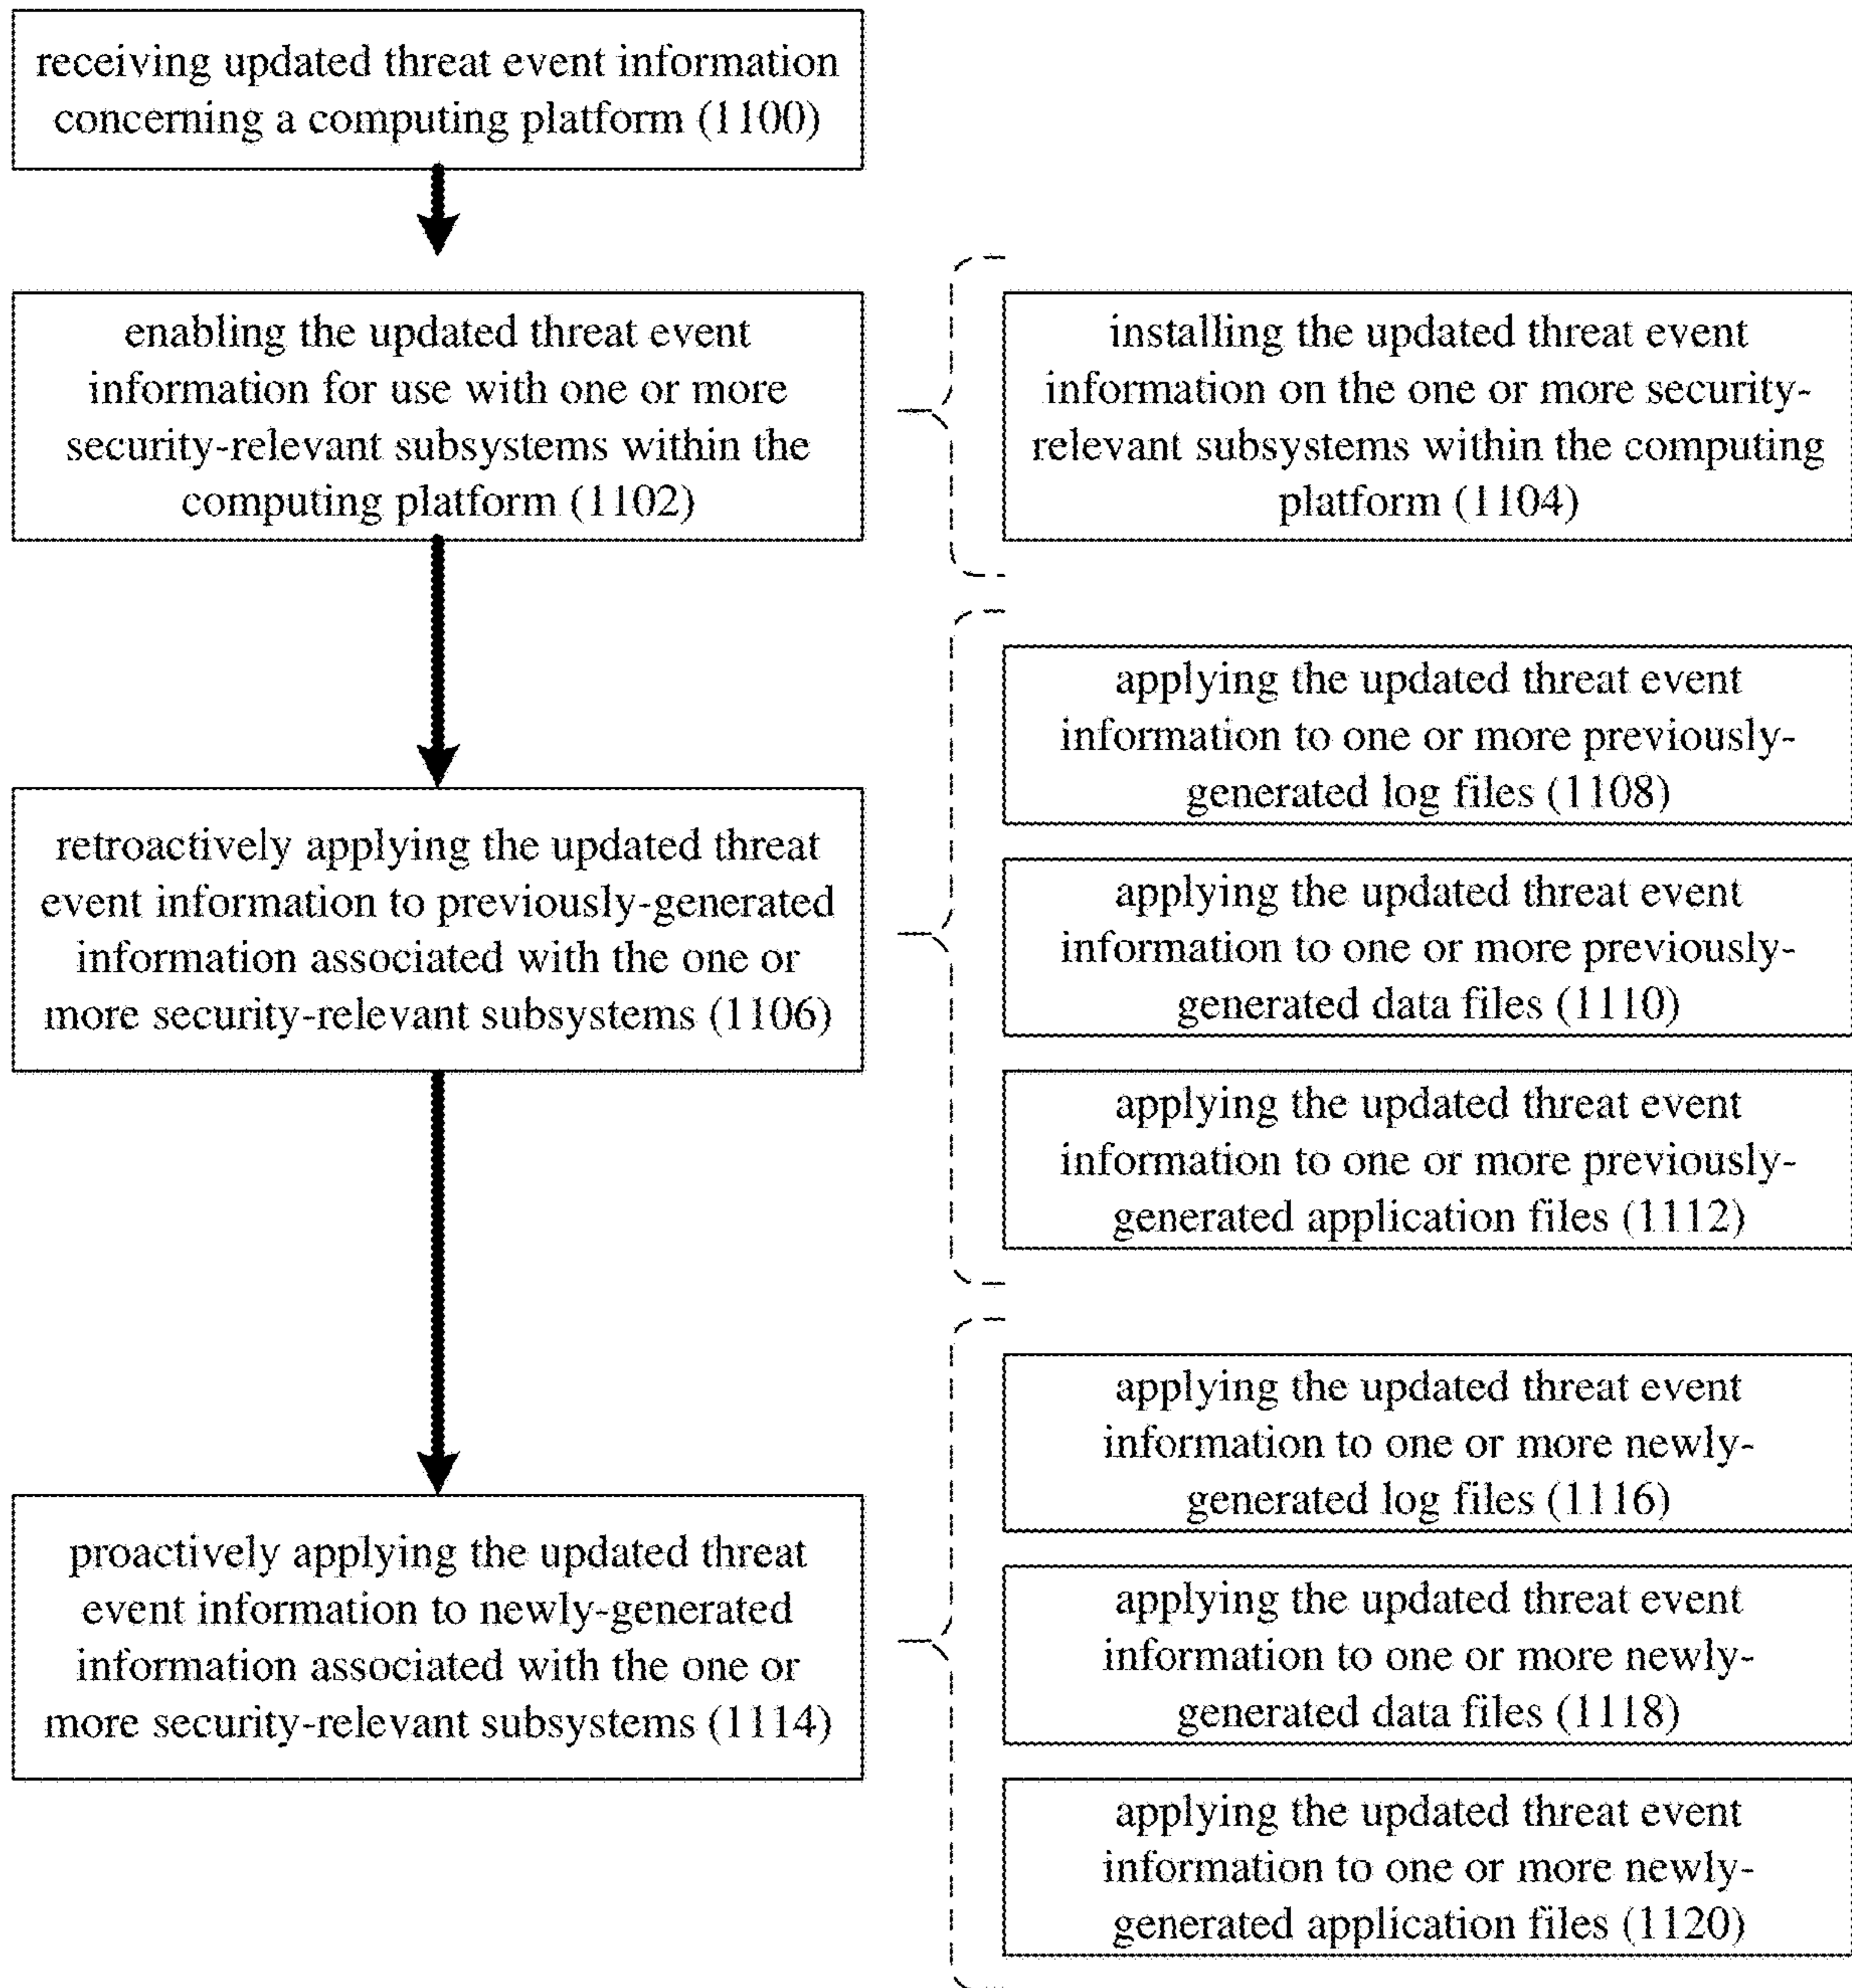 receiving updated threat event information
concerning a computing platform (1100)
enabling the updated threat event
information for use with one or more
security-relevant subsystems within the
computing platform (1102)
installing the updated threat event
information on the one or more security-
relevant subsystems within the computing
platform (1104)
retroactively applying the updated threat
event information to previously-generated
information associated with the one or
more security-relevant subsystems (1106)
applying the updated threat event
information to one or more previously-
generated log files (1108)
applying the updated threat event
information to one or more previously-
generated data files (1110)
applying the updated threat event
information to one or more previously-
generated application files (1112)
proactively applying the updated threat
event information to newly-generated
information associated with the one or
more security-relevant subsystems (1114)
applying the updated threat event
information to one or more newly-
generated log files (1116)
applying the updated threat event
information to one or more newly-
generated data files (1118)
applying the updated threat event
information to one or more newly-
generated application files (1120)